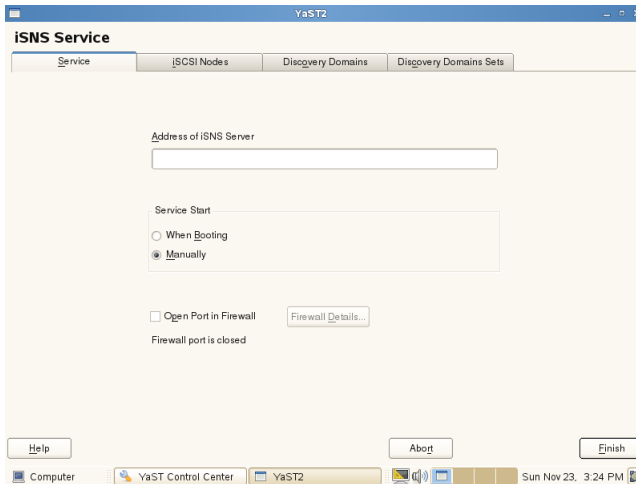 YaST2
iSNS Service
Service
iSCSI Nodes
Discovery Domains
Discovery Domains Sets
Address of iSNS Server
Service Start
When Booting
Manually
Open Port in Firewall
Firewall Details...
Firewall port is closed
Help
Abort
Finish
Computer
YaST Control Center
YaST2
Sun Nov 23, 3:24 PM